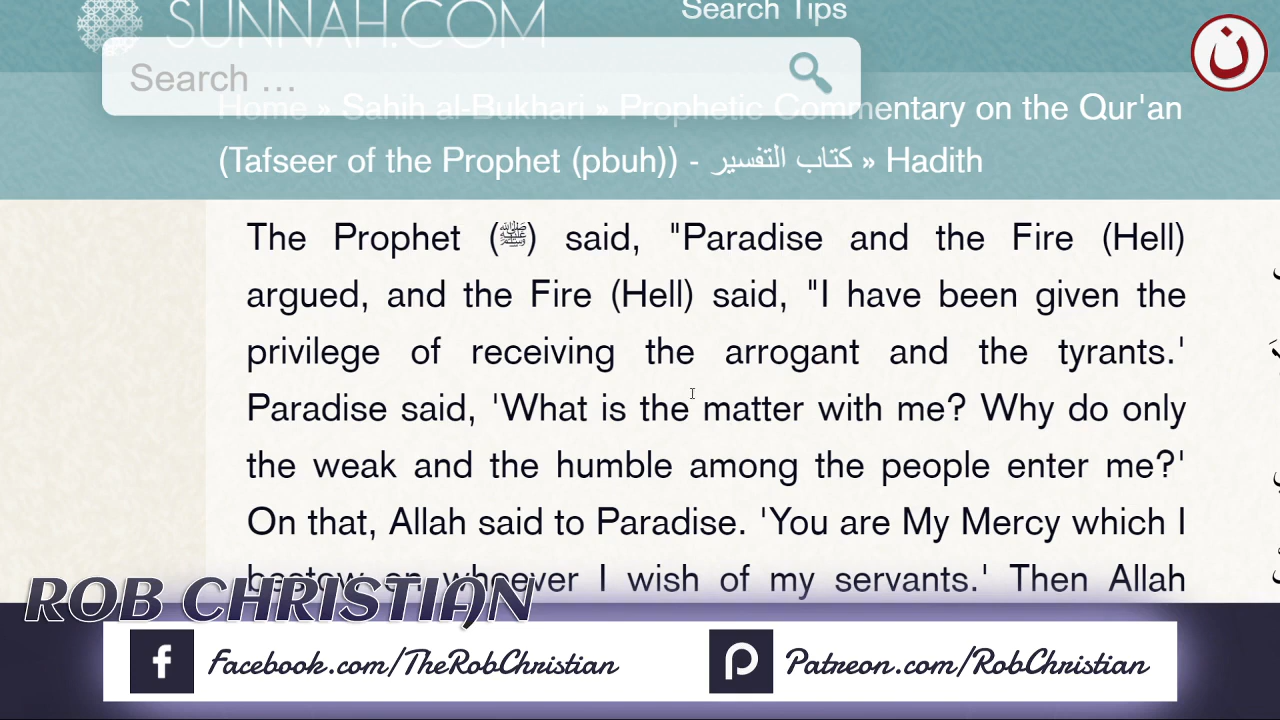 SUNNAH.COM
Search Tips
Search ...
ن
Home » Sahih al-Bukhari » Prophetic Commentary on the Qur'an
(Tafseer of the Prophet (pbuh)) - كتاب التفسير » Hadith
The Prophet (ﷺ) said, "Paradise and the Fire (Hell)
argued, and the Fire (Hell) said, "I have been given the
privilege of receiving the arrogant and the tyrants.'
Paradise said, 'What is the matter with me? Why do only
the weak and the humble among the people enter me?'
On that, Allah said to Paradise. 'You are My Mercy which I
bestow on whoever I wish of my servants.' Then Allah
ROB CHRISTIAN
Facebook.com/TheRobChristian
Patreon.com/RobChristian